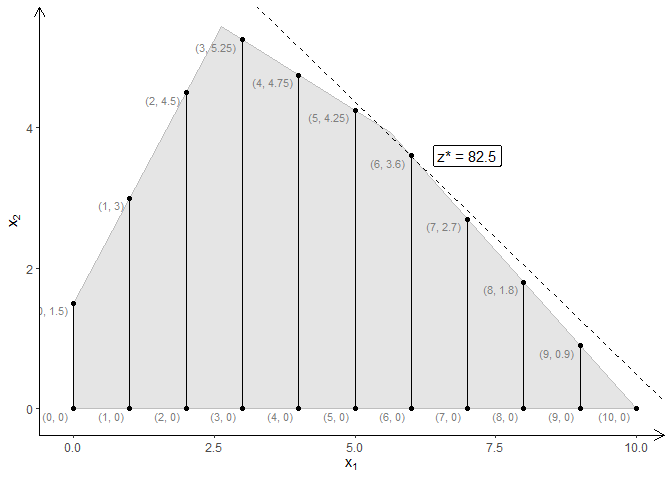 (3, 5.25)
(4, 4.75)
(2, 4.5)
(5, 4.25)
4
z* = 82.5
(6, 3.6)
(1, 3)
x₂
(7, 2.7)
2
(8, 1.8)
0, 1.5)
(9, 0.9)
0
(0, 0) (1, 0) (2, 0) (3, 0) (4, 0) (5, 0) (6, 0) (7, 0) (8, 0) (9, 0) (10, 0)
0.0 2.5 5.0 7.5 10.0
x₁